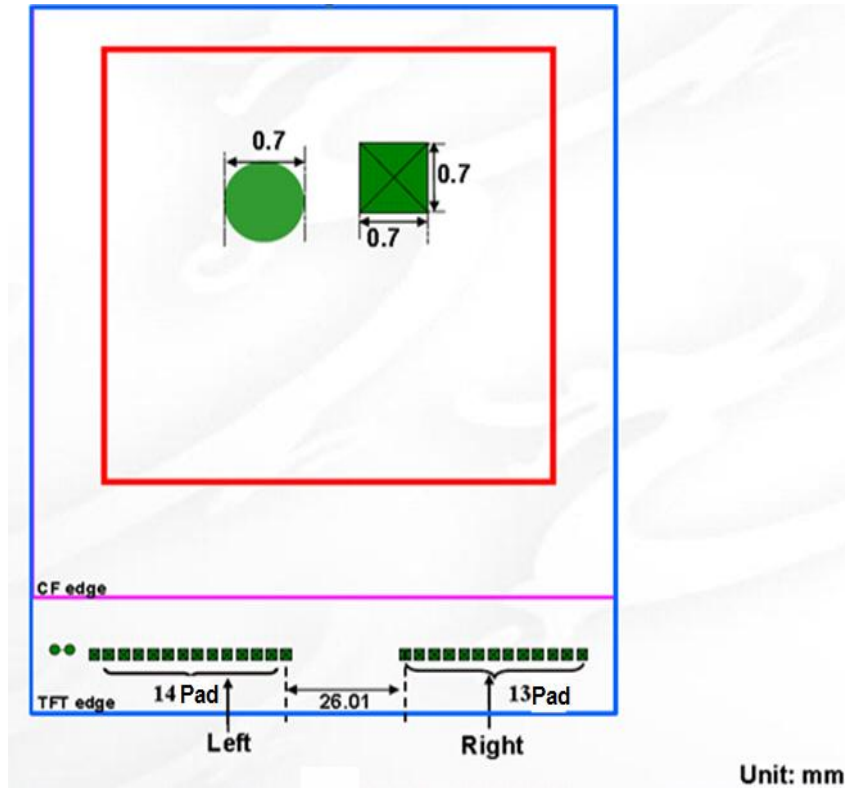 0.7
0.7
0.7
CF edge
14 Pad
26.01
13Pad
TFT edge
Left
Right
Unit: mm